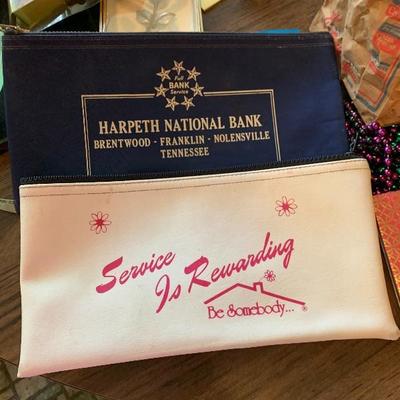 A Full
BANK
Service
HARPETH NATIONAL BANK
BRENTWOOD - FRANKLIN - NOLENSVILLE
TENNESSEE
Service
Is Rewarding
Be Somebody...